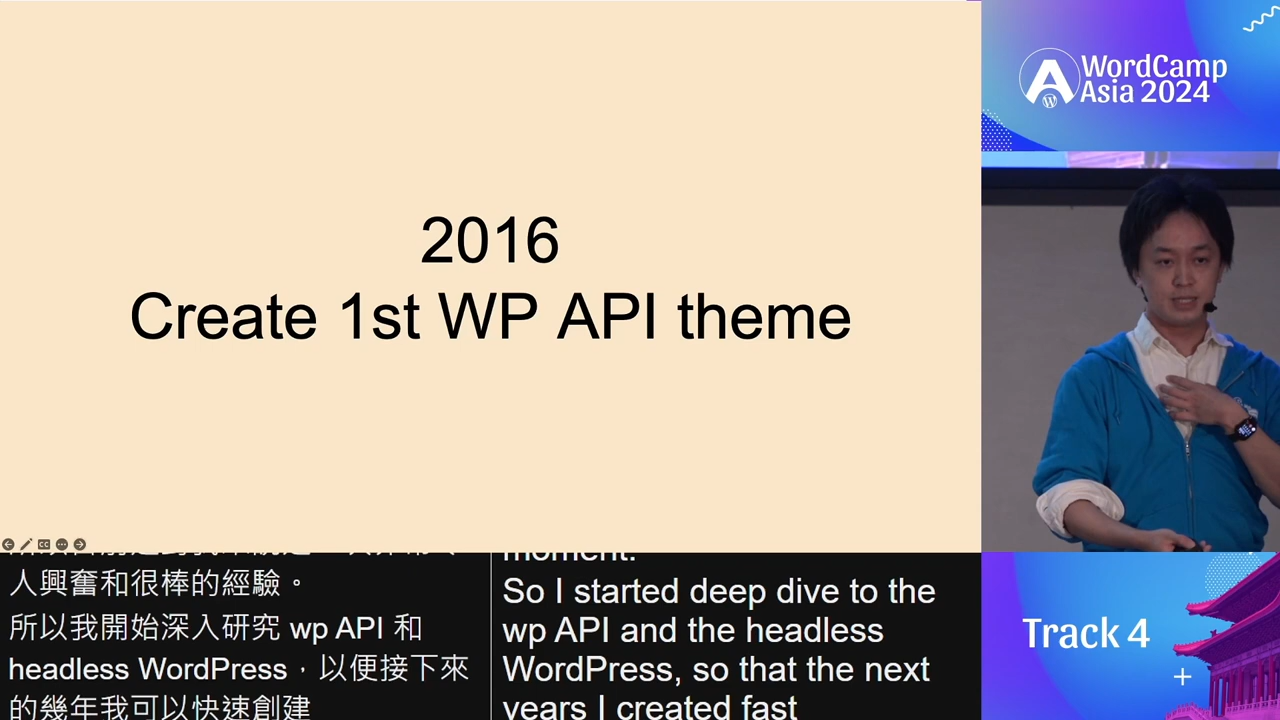 2016
Create 1st WP API theme
WordCamp
Asia 2024
人興奮和很棒的經驗。
所以我開始深入研究 wp API 和
headless WordPress，以便接下來
的幾年我可以快速創建
moment.
So I started deep dive to the
wp API and the headless
WordPress, so that the next
years I created fast
Track 4